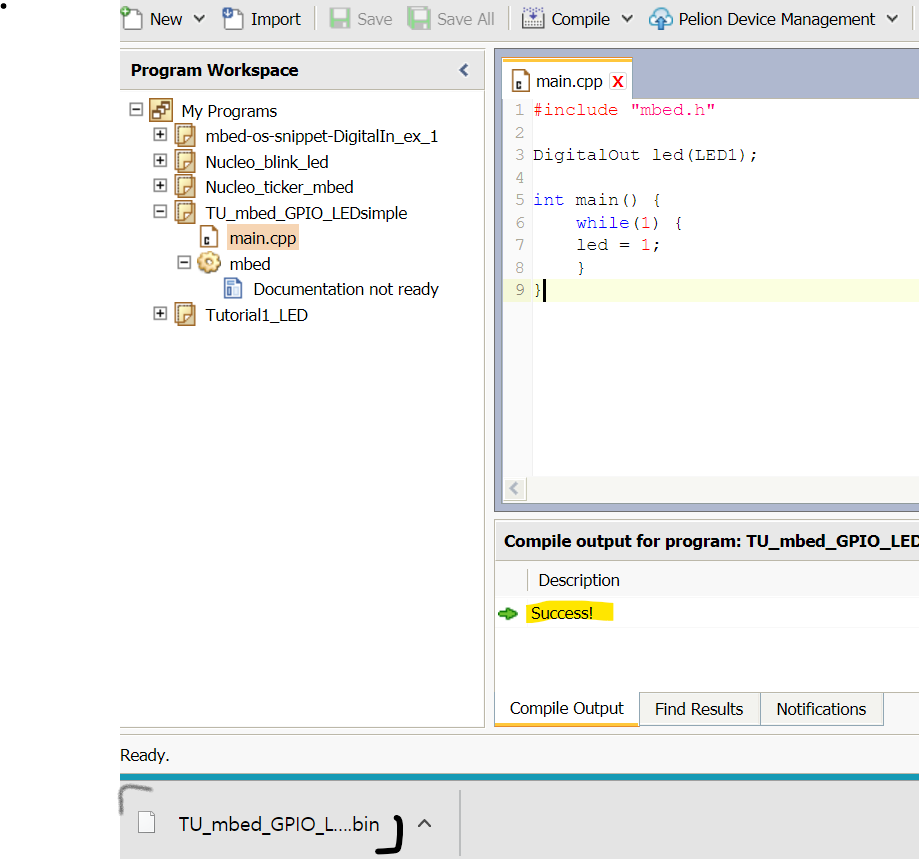 New Import Save Save All Compile Pelion Device Management
Program Workspace
My Programs
mbed-os-snippet-DigitalIn_ex_1
Nucleo_blink_led
Nucleo_ticker_mbed
TU_mbed_GPIO_LEDsimple
main.cpp
mbed
Documentation not ready
Tutorial1_LED
main.cpp X
1 #include "mbed.h"
2
3 DigitalOut led(LED1);
4
5 int main() {
6 while(1) {
7 led = 1;
8 }
9 }
Compile output for program: TU_mbed_GPIO_LED
Description
Success!
Compile Output Find Results Notifications
Ready.
TU_mbed_GPIO_L....bin